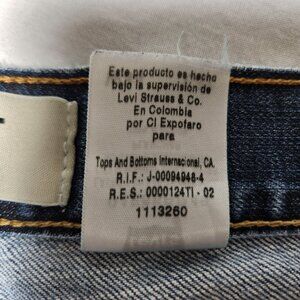 Este producto es hecho
bajo la supervisión de
Levi Strauss & Co.
En Colombia
por CI Expofaro
para
Tops And Bottoms Internacional, CA.
R.I.F.: J-00094948-4
R.E.S.: 0000124TI - 02
1113260